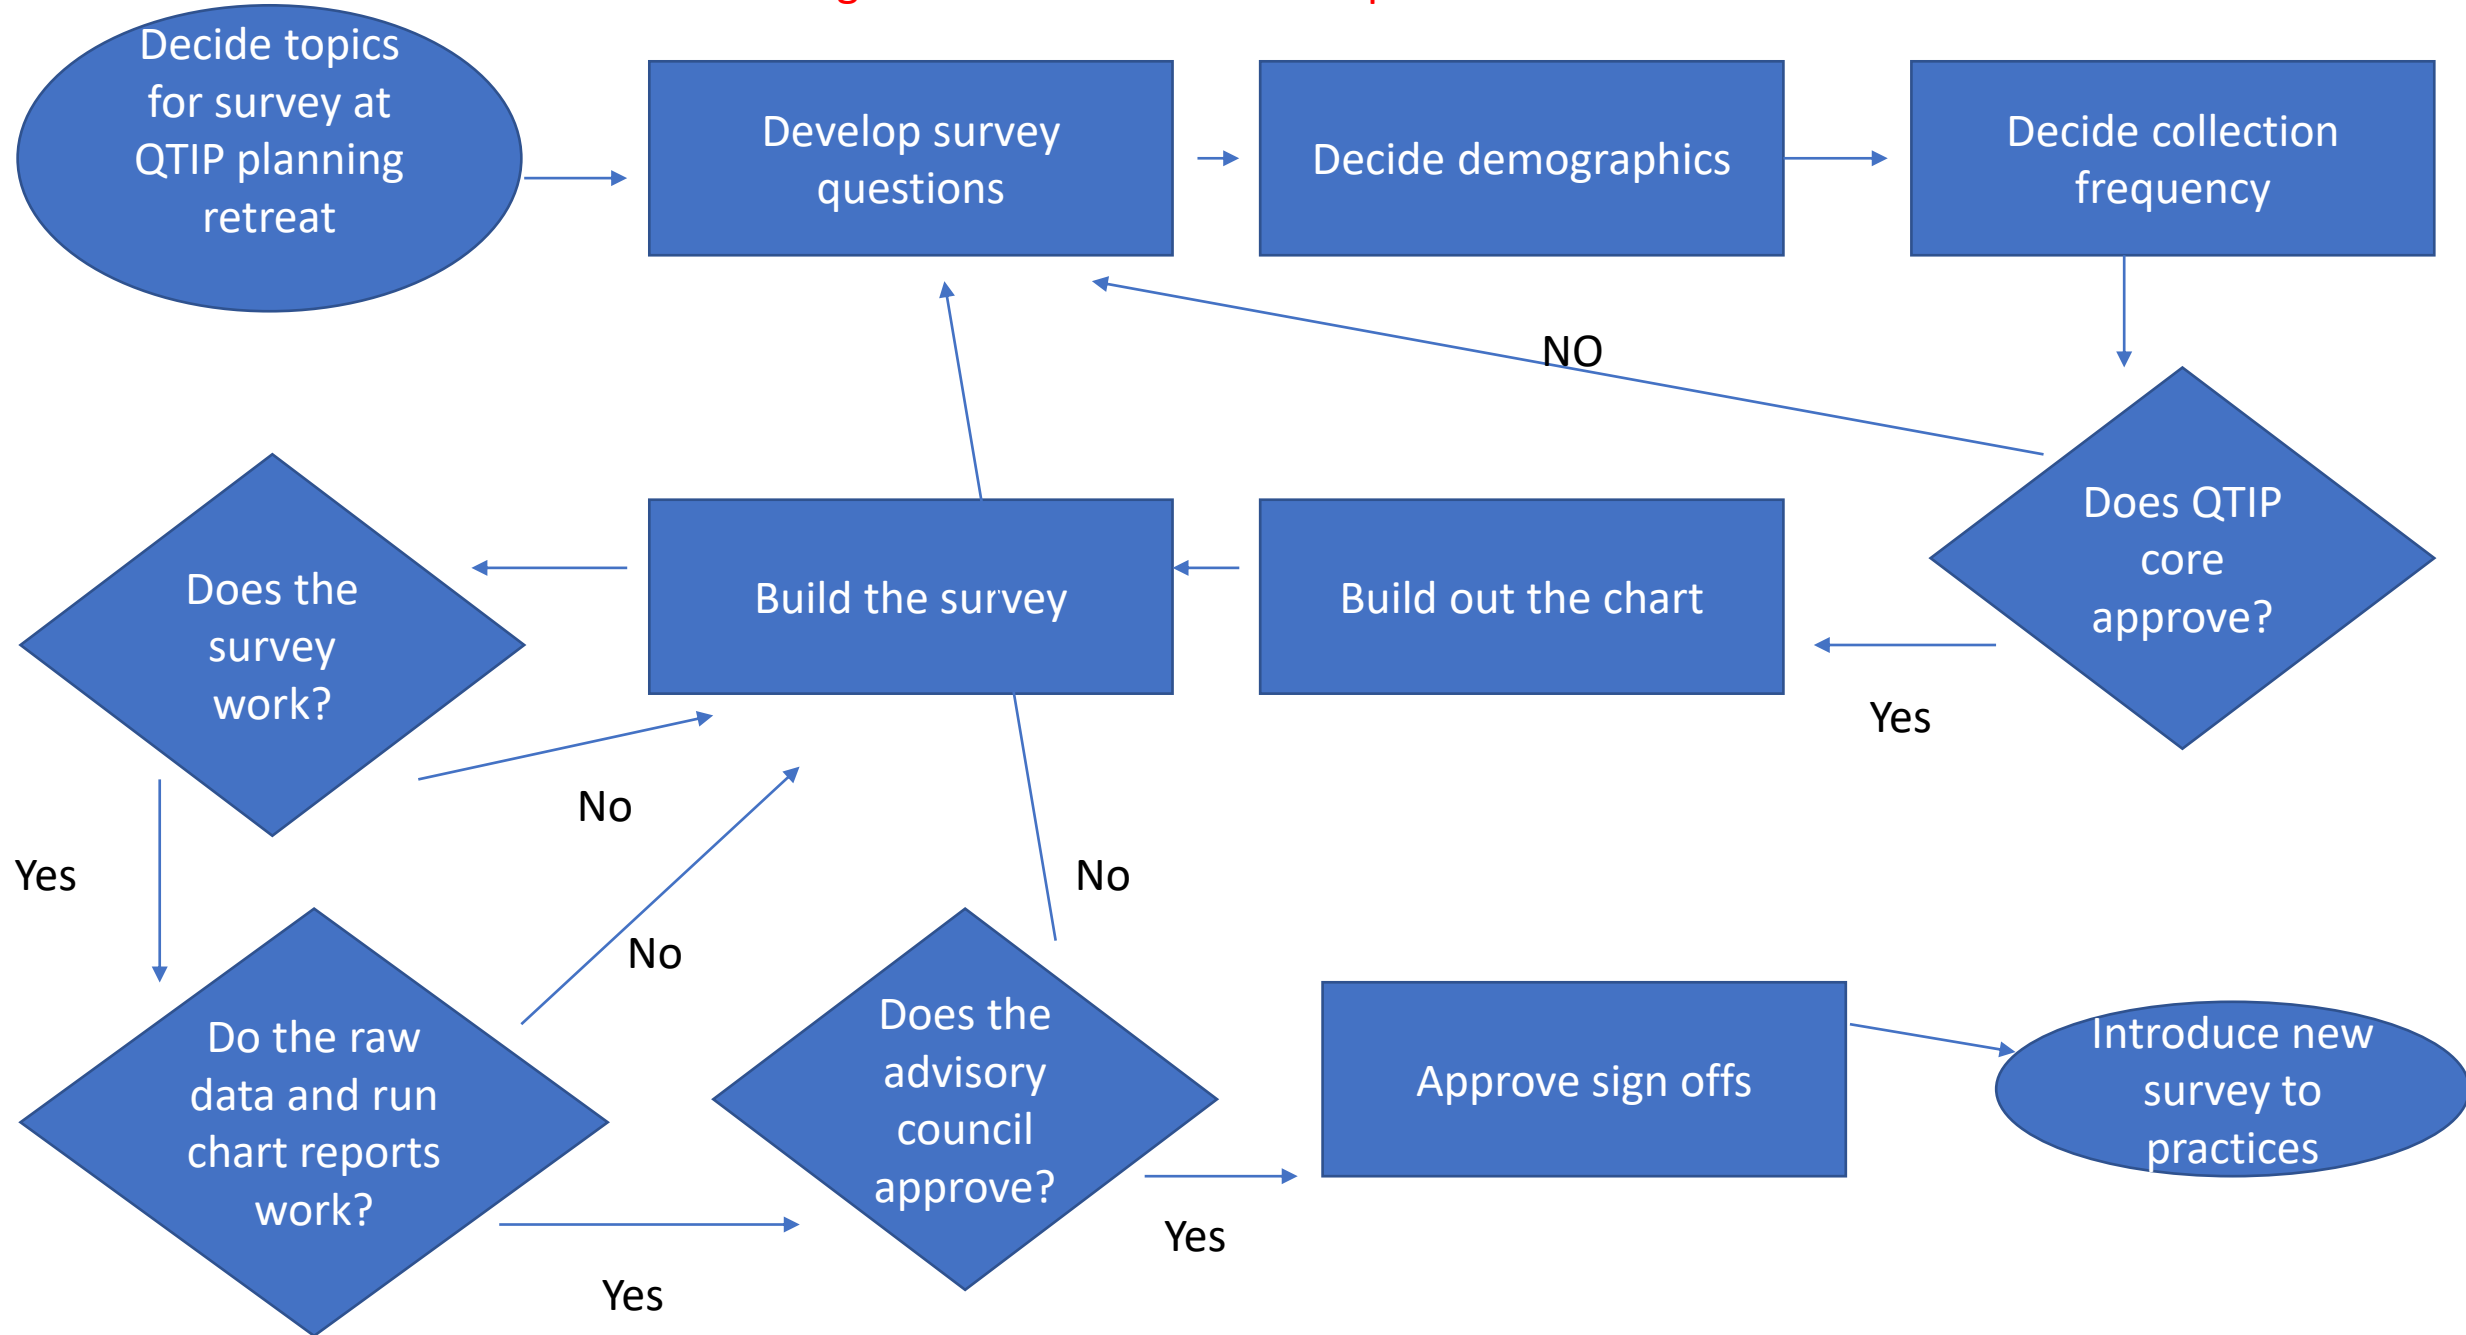 Decide topics
for survey at
QTIP planning
retreat
Develop survey
questions
Decide demographics
Decide collection
frequency
NO
Does QTIP
core
approve?
Yes
Build out the chart
Build the survey
Does the
survey
work?
No
Yes
No
No
Do the raw
data and run
chart reports
work?
Yes
Does the
advisory
council
approve?
Yes
Approve sign offs
Introduce new
survey to
practices